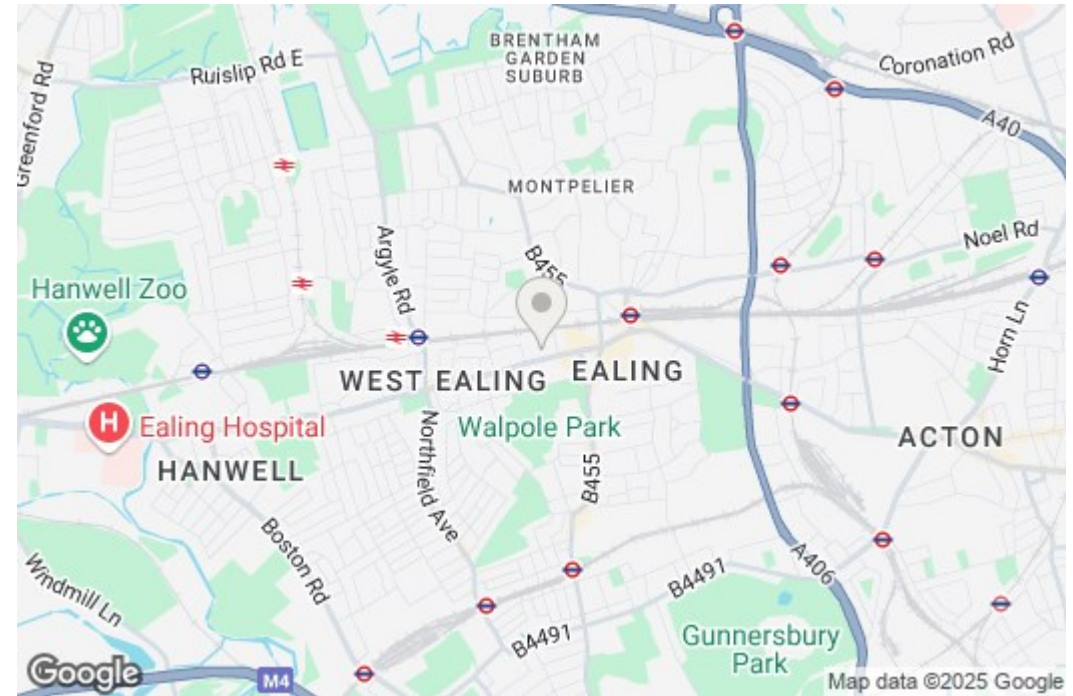 BRENTHAM
GARDEN
SUBURB
Coronation Rd
Ruislip Rd E
Greenford Rd
A40
MONTPELIER
Noel Rd
Argyle Rd
B455
Hanwell Zoo
Horn Ln
WEST EALING
EALING
H
Ealing Hospital
Walpole Park
ACTON
HANWELL
Northfield Ave
B455
Boston Rd
A406
B4491
Windmill Ln
B4491
Gunnersbury
Park
Google
M4
Map data ©2025 Google